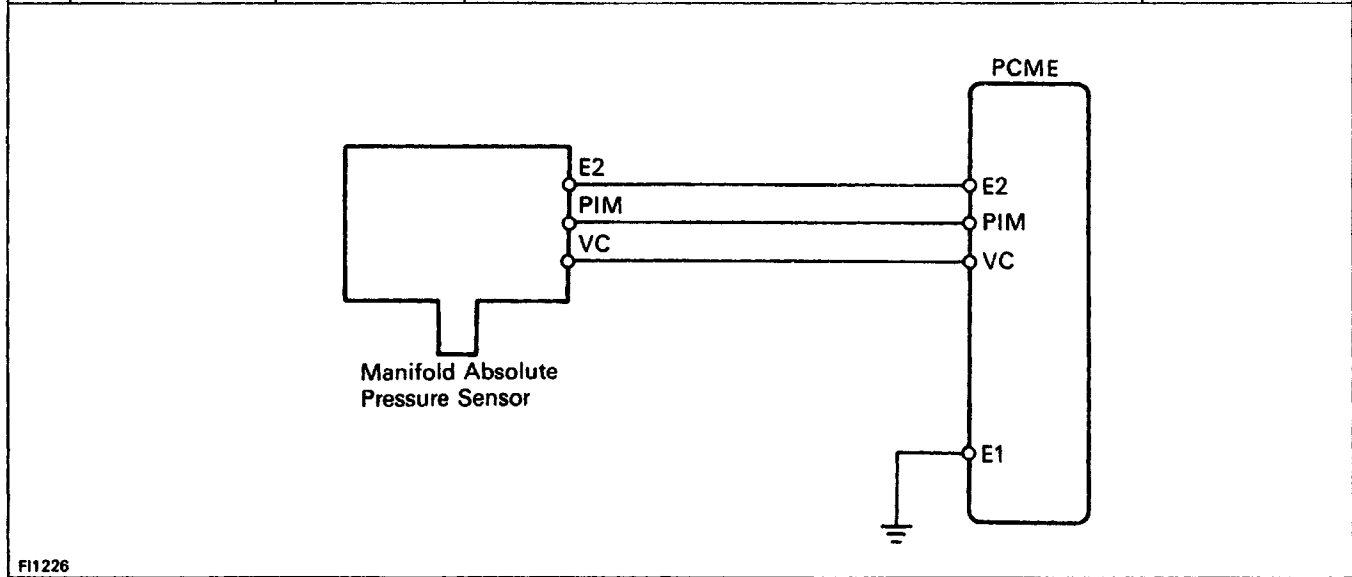 PCME
E2
PIM
VC
E2
PIM
VC
Manifold Absolute
Pressure Sensor
E1
FI1226